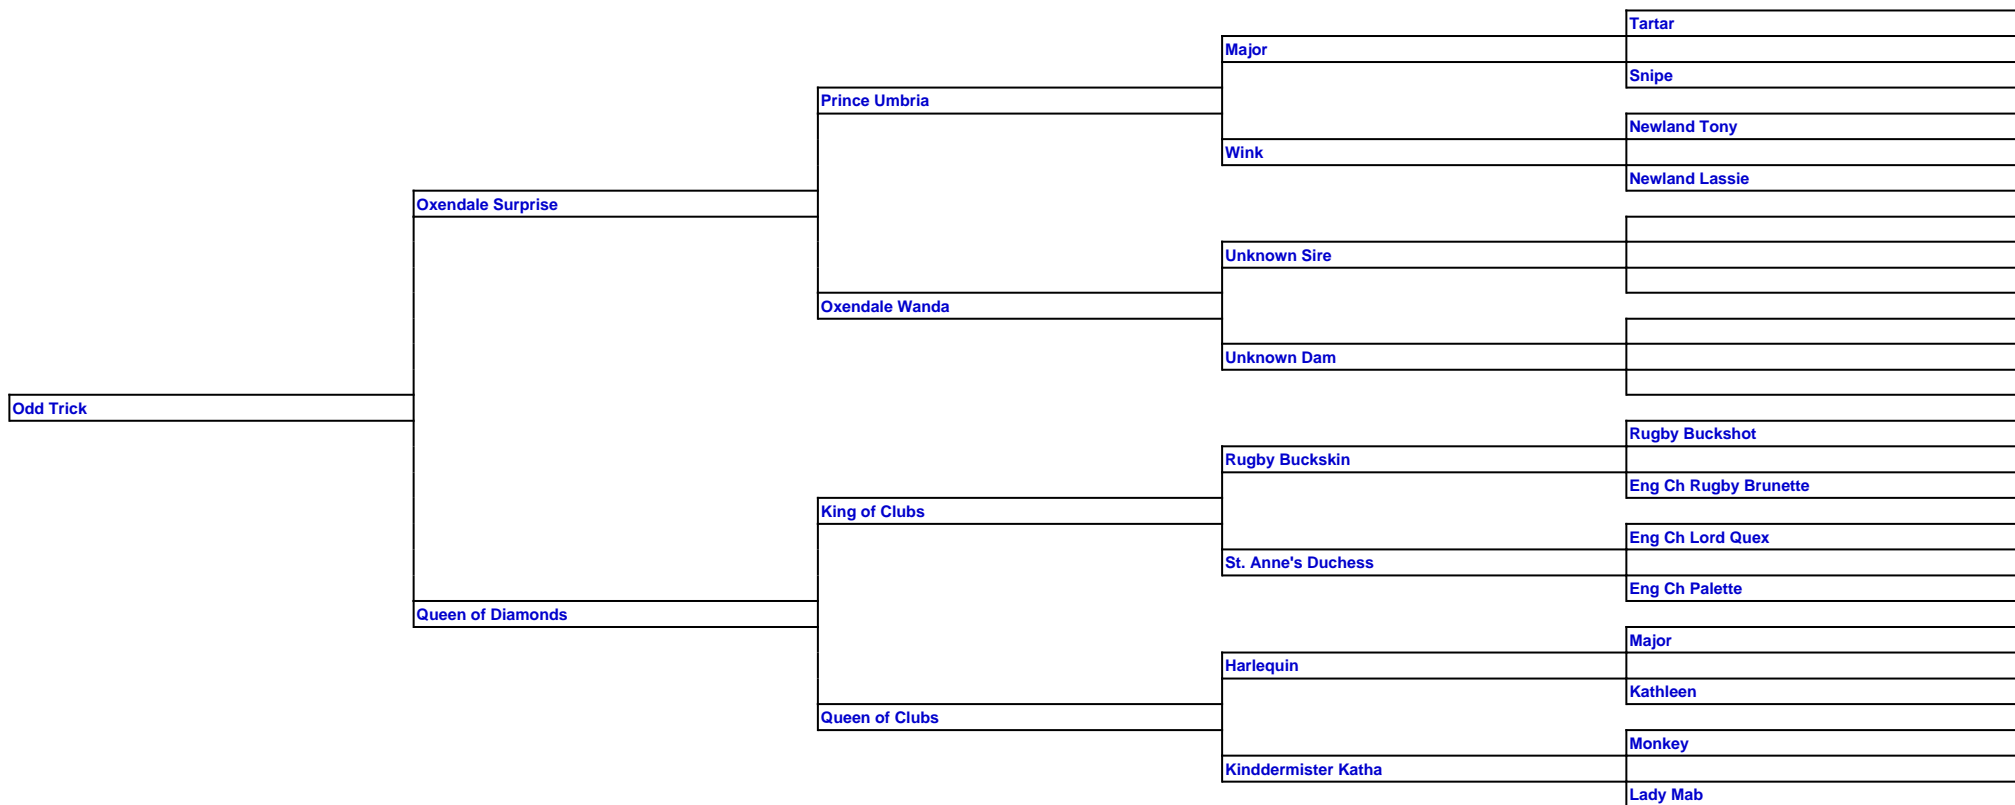 Tartar
Major
Snipe
Prince Umbria
Newland Tony
Wink
Newland Lassie
Oxendale Surprise
Unknown Sire
Oxendale Wanda
Unknown Dam
Odd Trick
Rugby Buckshot
Rugby Buckskin
Eng Ch Rugby Brunette
King of Clubs
Eng Ch Lord Quex
St. Anne's Duchess
Eng Ch Palette
Queen of Diamonds
Major
Harlequin
Kathleen
Queen of Clubs
Monkey
Kinddermister Katha
Lady Mab